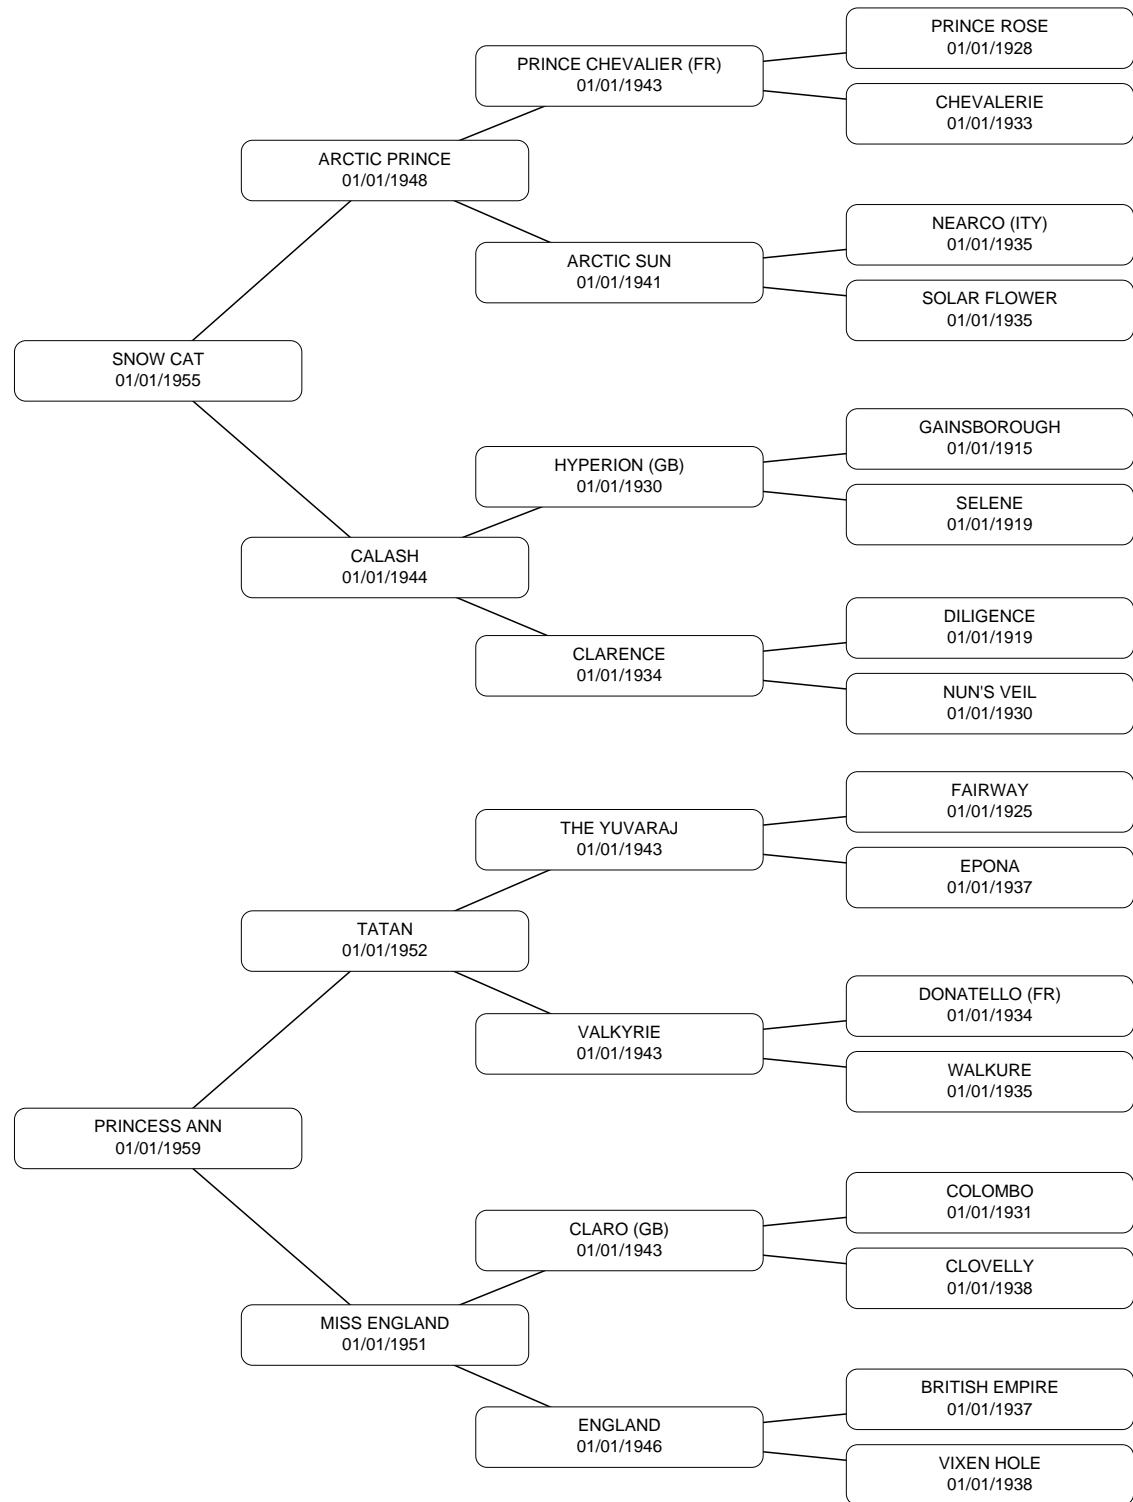 PRINCE ROSE
01/01/1928
PRINCE CHEVALIER (FR)
01/01/1943
CHEVALERIE
01/01/1933
ARCTIC PRINCE
01/01/1948
NEARCO (ITY)
01/01/1935
ARCTIC SUN
01/01/1941
SOLAR FLOWER
01/01/1935
SNOW CAT
01/01/1955
GAINSBOROUGH
01/01/1915
HYPERION (GB)
01/01/1930
SELENE
01/01/1919
CALASH
01/01/1944
DILIGENCE
01/01/1919
CLARENCE
01/01/1934
NUN'S VEIL
01/01/1930
FAIRWAY
01/01/1925
THE YUVARAJ
01/01/1943
EPONA
01/01/1937
TATAN
01/01/1952
DONATELLO (FR)
01/01/1934
VALKYRIE
01/01/1943
WALKURE
01/01/1935
PRINCESS ANN
01/01/1959
COLOMBO
01/01/1931
CLARO (GB)
01/01/1943
CLOVELLY
01/01/1938
MISS ENGLAND
01/01/1951
BRITISH EMPIRE
01/01/1937
ENGLAND
01/01/1946
VIXEN HOLE
01/01/1938